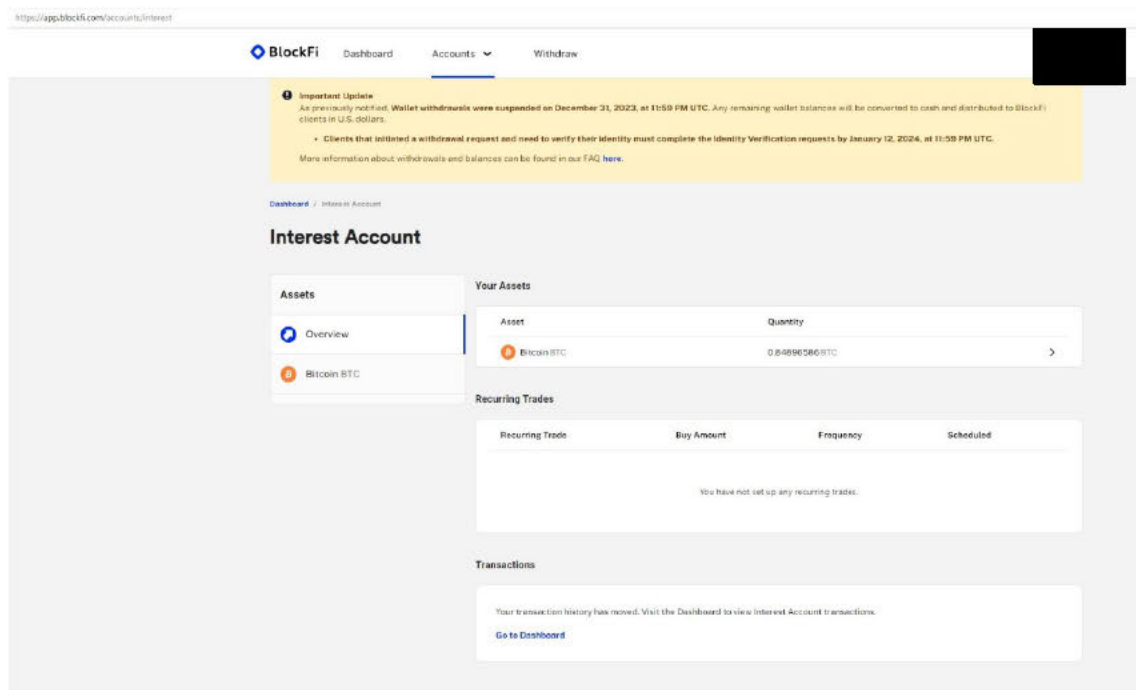 https://app.blockfi.com/accounts/interest
BlockFi Dashboard Accounts Withdraw
Important Update
As previously notified, Wallet withdrawals were suspended on December 31, 2023, at 11:59 PM UTC. Any remaining wallet balances will be converted to cash and distributed to BlockFi
clients in U.S. dollars.
• Clients that initiated a withdrawal request and need to verify their identity must complete the Identity Verification requests by January 12, 2024, at 11:59 PM UTC.
More information about withdrawals and balances can be found in our FAQ here.
Dashboard / Interest Account
Interest Account
Assets
Overview
Bitcoin BTC
Your Assets
Asset Quantity
Bitcoin BTC 0.84896586 BTC
Recurring Trades
Recurring Trade Buy Amount Frequency Scheduled
You have not set up any recurring trades.
Transactions
Your transaction history has moved. Visit the Dashboard to view Interest Account transactions.
Go to Dashboard